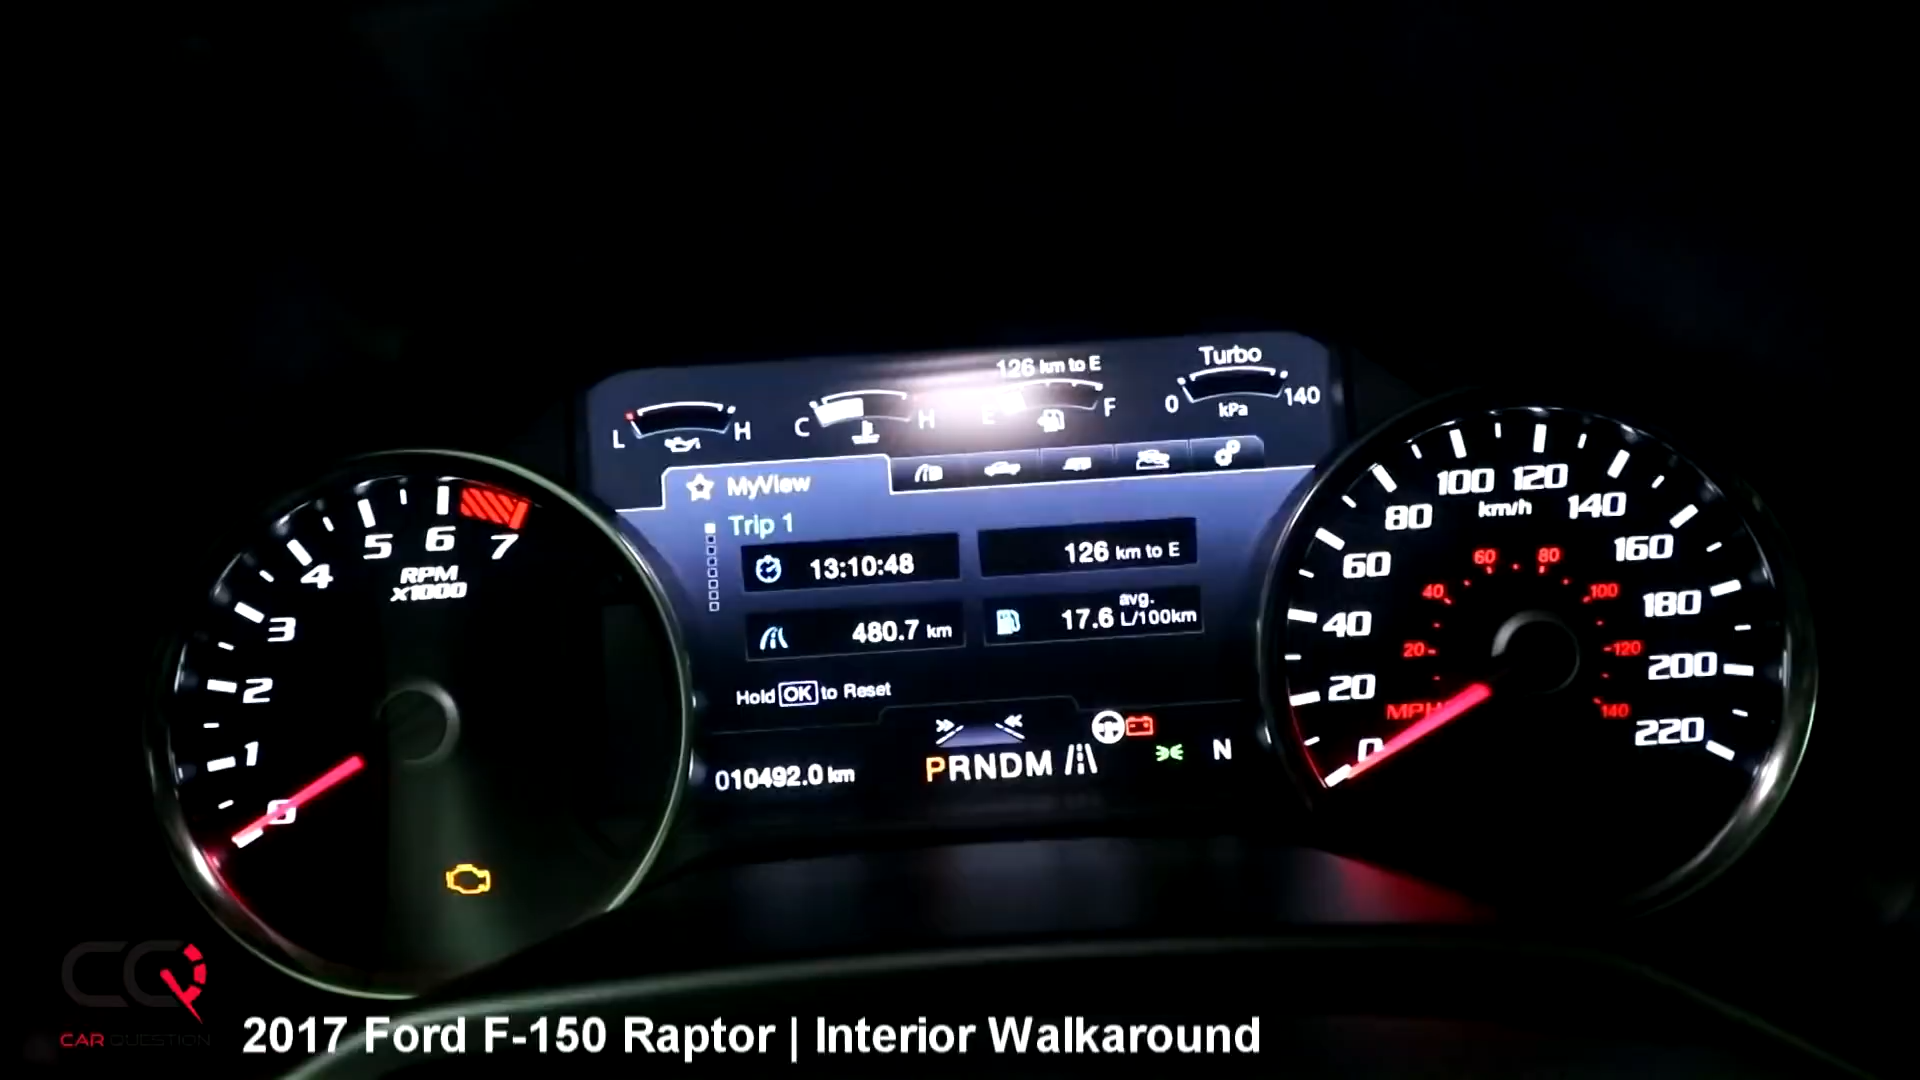 126 km to E
Turbo
L H
C H
E F
0 140
kPa
MyView
Trip 1
13:10:48
126 km to E
480.7 km
avg.
17.6 L/100km
Hold OK to Reset
010492.0 km
PRNDM
N
0 1 2 3 4 5 6 7
RPM
x1000
0 20 40 60 80 100 120 140 160 180 200 220
km/h
20 40 60 80 100 120 140
MPH
CQ
CAR QUESTION
2017 Ford F-150 Raptor | Interior Walkaround